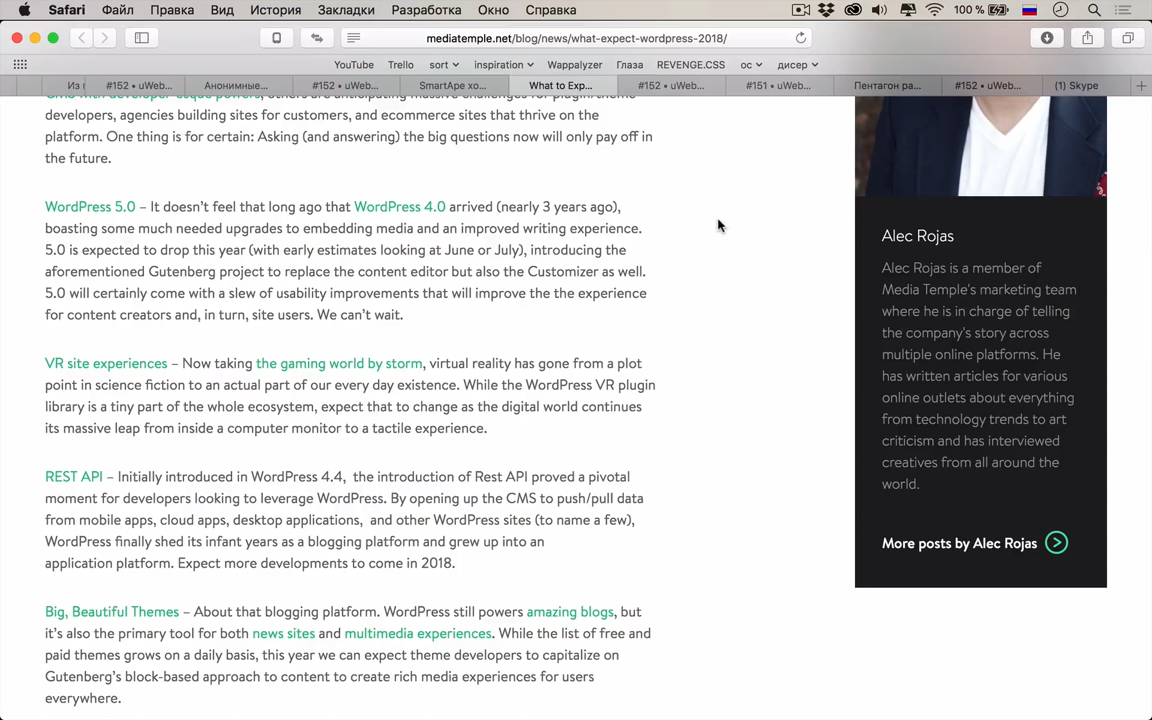 Safari Файл Правка Вид История Закладки Разработка Окно Справка 100 %
mediatemple.net/blog/news/what-expect-wordpress-2018/
YouTube Trello sort inspiration Wappalyzer Глаза REVENGE.CSS ос дисер
Из #152 • uWeb... Анонимные... #152 • uWeb... SmartApe хо... What to Exp... #152 • uWeb... #151 • uWeb... Пентагон ра... #152 • uWeb... (1) Skype
developers, agencies building sites for customers, and ecommerce sites that thrive on the
platform. One thing is for certain: Asking (and answering) the big questions now will only pay off in
the future.
WordPress 5.0 – It doesn't feel that long ago that WordPress 4.0 arrived (nearly 3 years ago),
boasting some much needed upgrades to embedding media and an improved writing experience.
5.0 is expected to drop this year (with early estimates looking at June or July), introducing the
aforementioned Gutenberg project to replace the content editor but also the Customizer as well.
5.0 will certainly come with a slew of usability improvements that will improve the the experience
for content creators and, in turn, site users. We can't wait.
VR site experiences – Now taking the gaming world by storm, virtual reality has gone from a plot
point in science fiction to an actual part of our every day existence. While the WordPress VR plugin
library is a tiny part of the whole ecosystem, expect that to change as the digital world continues
its massive leap from inside a computer monitor to a tactile experience.
REST API – Initially introduced in WordPress 4.4, the introduction of Rest API proved a pivotal
moment for developers looking to leverage WordPress. By opening up the CMS to push/pull data
from mobile apps, cloud apps, desktop applications, and other WordPress sites (to name a few),
WordPress finally shed its infant years as a blogging platform and grew up into an
application platform. Expect more developments to come in 2018.
Big, Beautiful Themes – About that blogging platform. WordPress still powers amazing blogs, but
it's also the primary tool for both news sites and multimedia experiences. While the list of free and
paid themes grows on a daily basis, this year we can expect theme developers to capitalize on
Gutenberg's block-based approach to content to create rich media experiences for users
everywhere.
Alec Rojas
Alec Rojas is a member of
Media Temple's marketing team
where he is in charge of telling
the company's story across
multiple online platforms. He
has written articles for various
online outlets about everything
from technology trends to art
criticism and has interviewed
creatives from all around the
world.
More posts by Alec Rojas